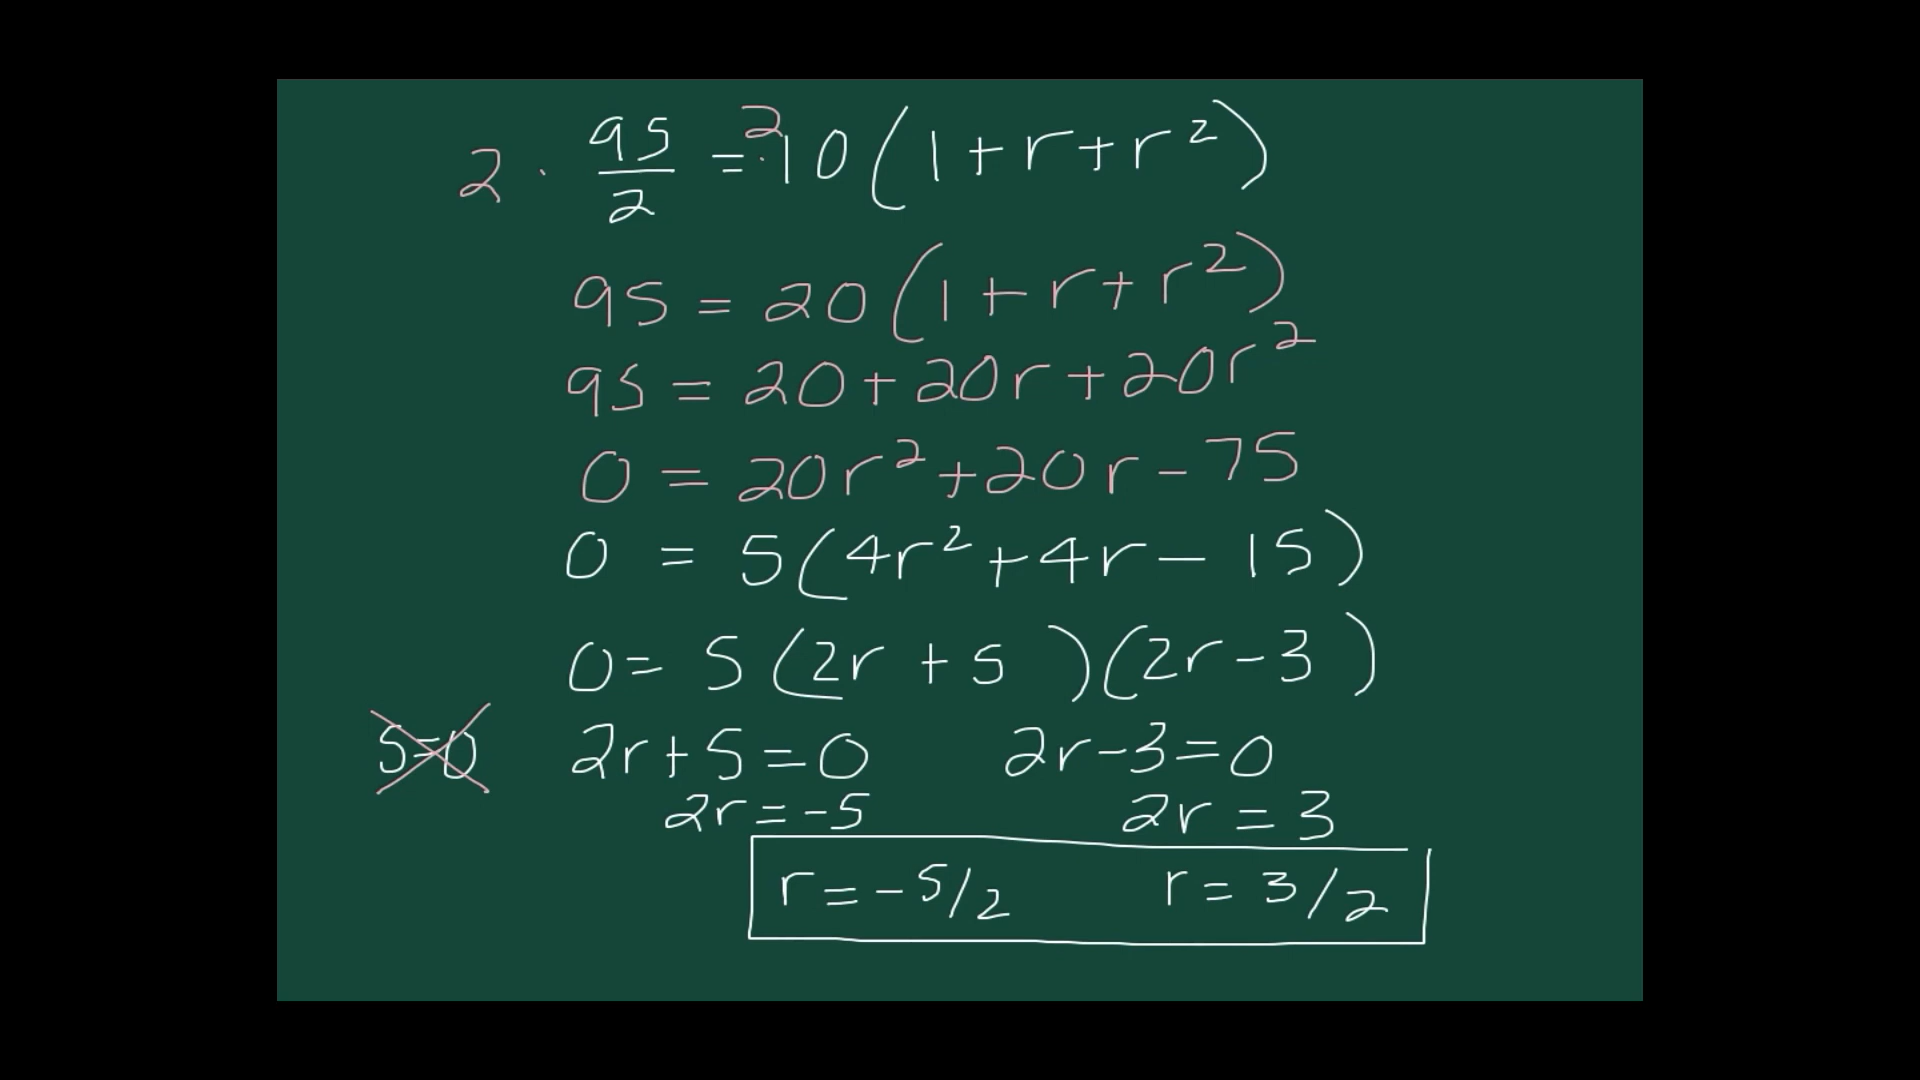 2 · 95/2 = 2·10(1+r+r²)
95 = 20(1+r+r²)
95 = 20+20r+20r²
0 = 20r²+20r-75
0 = 5(4r²+4r-15)
0 = 5(2r+5)(2r-3)
5=0 2r+5=0 2r-3=0
2r=-5 2r=3
r=-5/2 r=3/2